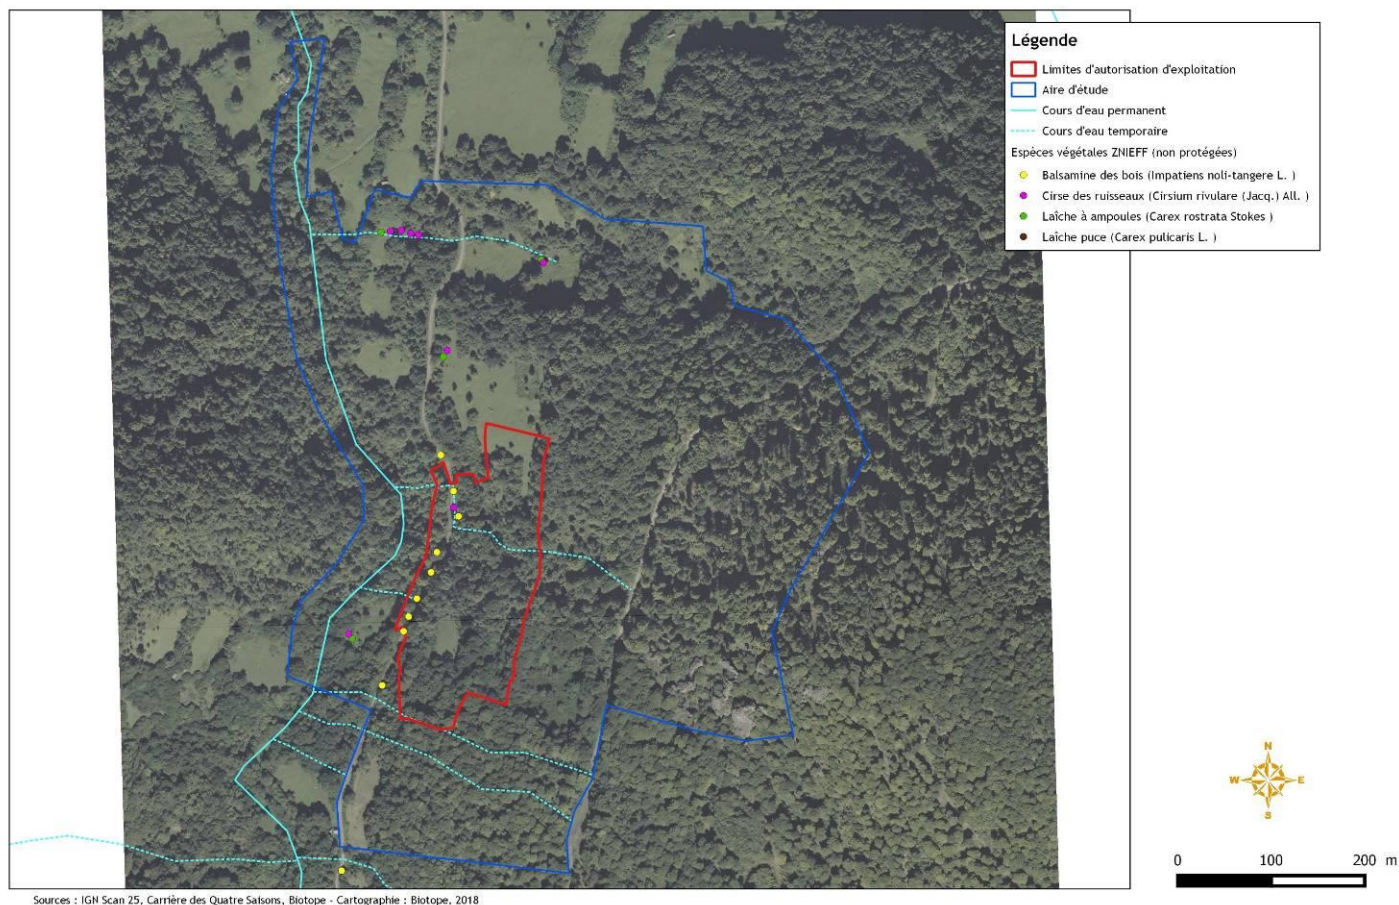 Légende
Limites d'autorisation d'exploitation
Aire d'étude
Cours d'eau permanent
Cours d'eau temporaire
Espèces végétales ZNIEFF (non protégées)
Balsamine des bois (Impatiens noli-tangere L. )
Cirse des ruisseaux (Cirsium rivulare (Jacq.) All. )
Laîche à ampoules (Carex rostrata Stokes )
Laîche puce (Carex pulicaris L. )
N
W E
S
0 100 200 m
Sources : IGN Scan 25, Carrière des Quatre Saisons, Biotope - Cartographie : Biotope, 2018